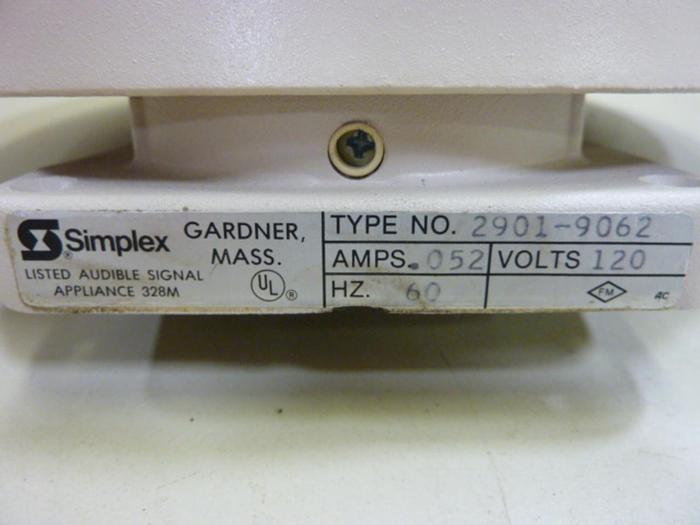 Simplex®
GARDNER,
MASS.
LISTED AUDIBLE SIGNAL
APPLIANCE 328M
UL®
TYPE NO. 2901-9062
AMPS .052 VOLTS 120
HZ. 60
FM
4C